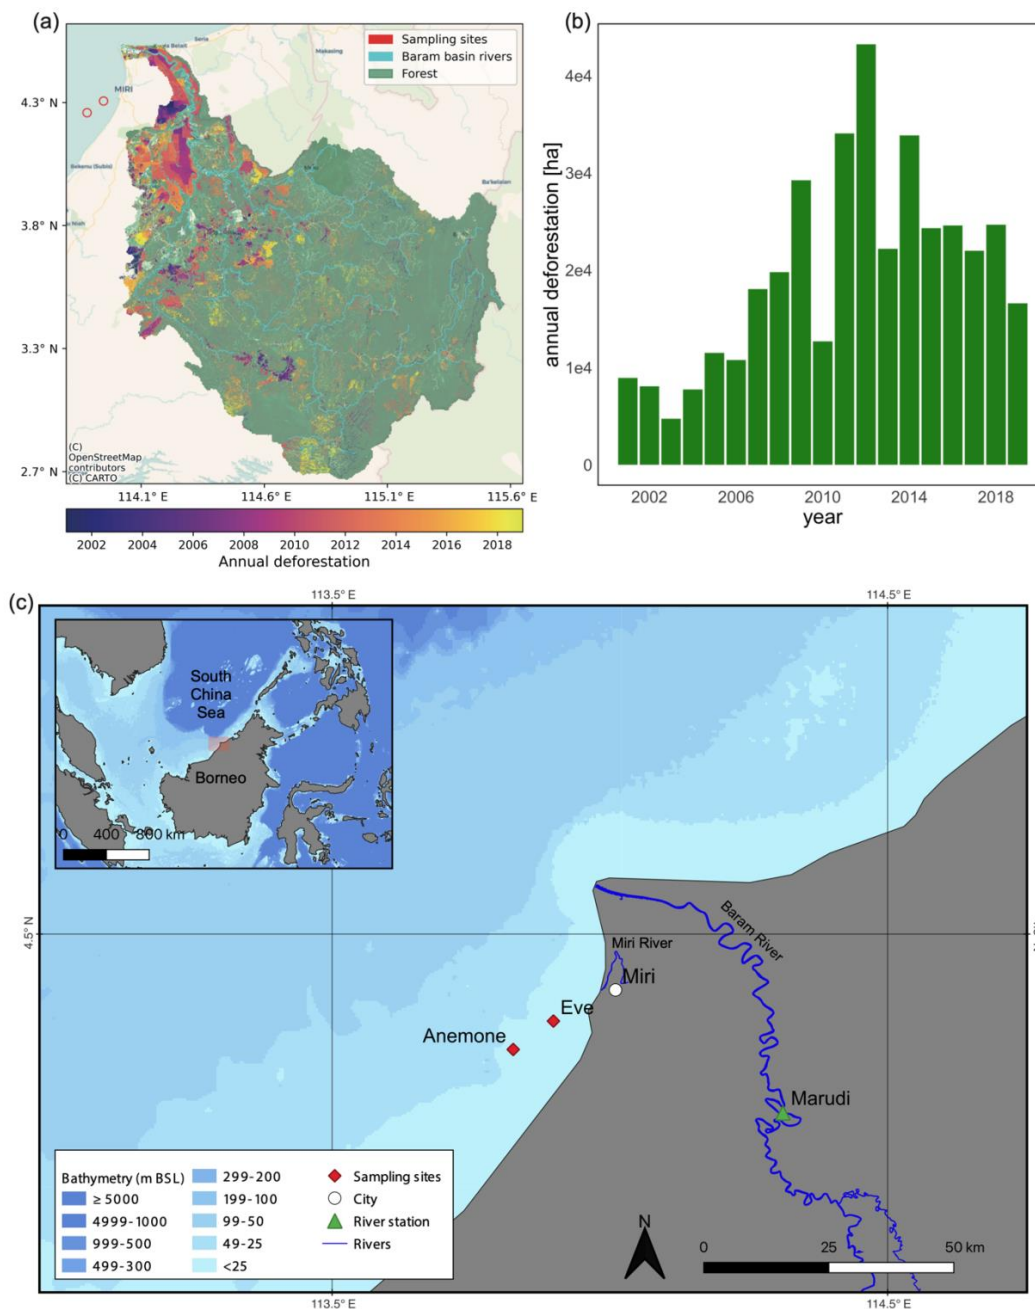 (a)
Kuala Belait
Seria
MIRI
Bekenu (Subis)
Niah
Makasing
Ba'kelalan
Sampling sites
Baram basin rivers
Forest
4.3° N
3.8° N
3.3° N
2.7° N
(C)
OpenStreetMap
contributors
(C) CARTO
114.1° E 114.6° E 115.1° E 115.6° E
2002 2004 2006 2008 2010 2012 2014 2016 2018
Annual deforestation
(b)
annual deforestation [ha]
4e4
3e4
2e4
1e4
0
2002 2006 2010 2014 2018
year
(c)
113.5° E 114.5° E
South
China
Sea
Borneo
0 400 800 km
4.5° N
Baram River
Miri River
Miri
Eve
Anemone
Marudi
Bathymetry (m BSL)
≥ 5000
4999-1000
999-500
499-300
299-200
199-100
99-50
49-25
<25
Sampling sites
City
River station
Rivers
N
0 25 50 km
113.5° E 114.5° E